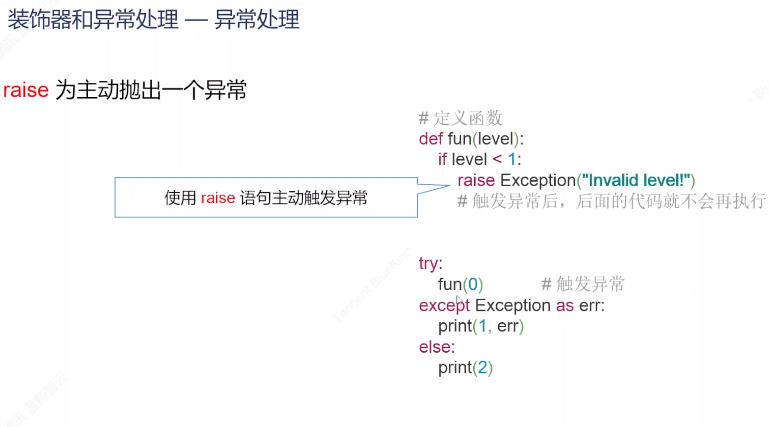 装饰器和异常处理 — 异常处理
raise 为主动抛出一个异常
# 定义函数
def fun(level):
if level < 1:
raise Exception("Invalid level!")
使用 raise 语句主动触发异常
# 触发异常后，后面的代码就不会再执行
try:
fun(0) # 触发异常
except Exception as err:
print(1, err)
else:
print(2)
Tencent BlueKing